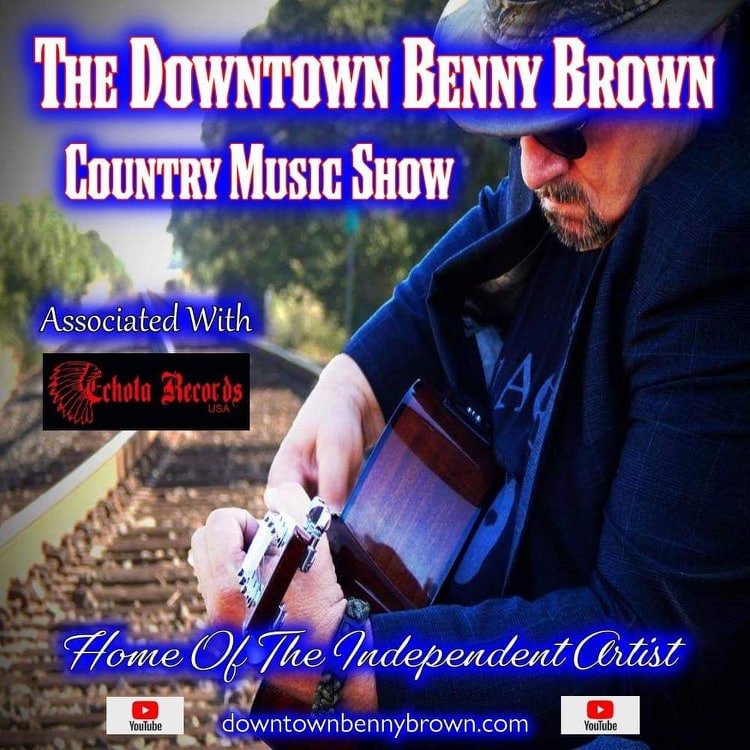 THE DOWNTOWN BENNY BROWN
COUNTRY MUSIC SHOW
Associated With
Echota Records
USA
Home Of The Independent Artist
YouTube
YouTube
downtownbennybrown.com